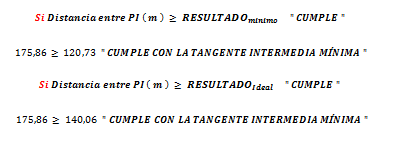 Si Distancia entre PI ( m ) ≥ RESULTADOmínimo " CUMPLE "
175,86 ≥ 120,73 " CUMPLE CON LA TANGENTE INTERMEDIA MÍNIMA "
Si Distancia entre PI ( m ) ≥ RESULTADOIdeal " CUMPLE "
175,86 ≥ 140,06 " CUMPLE CON LA TANGENTE INTERMEDIA MÍNIMA "